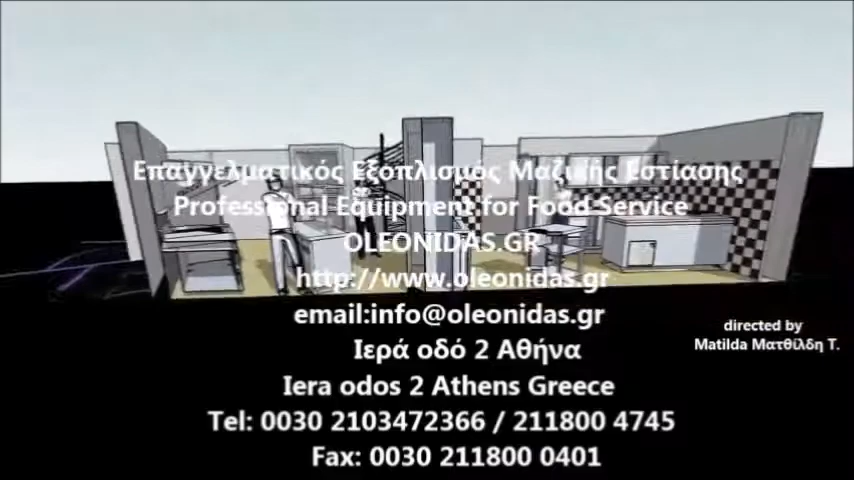 Επαγγελματικός Εξοπλισμός Μαζικής Εστίασης
Professional Equipment for Food Service
OLEONIDAS.GR
http://www.oleonidas.gr
email:info@oleonidas.gr
Ιερά οδό 2 Αθήνα
Iera odos 2 Athens Greece
Tel: 0030 2103472366 / 211800 4745
Fax: 0030 211800 0401
directed by
Matilda Ματθίλδη Τ.